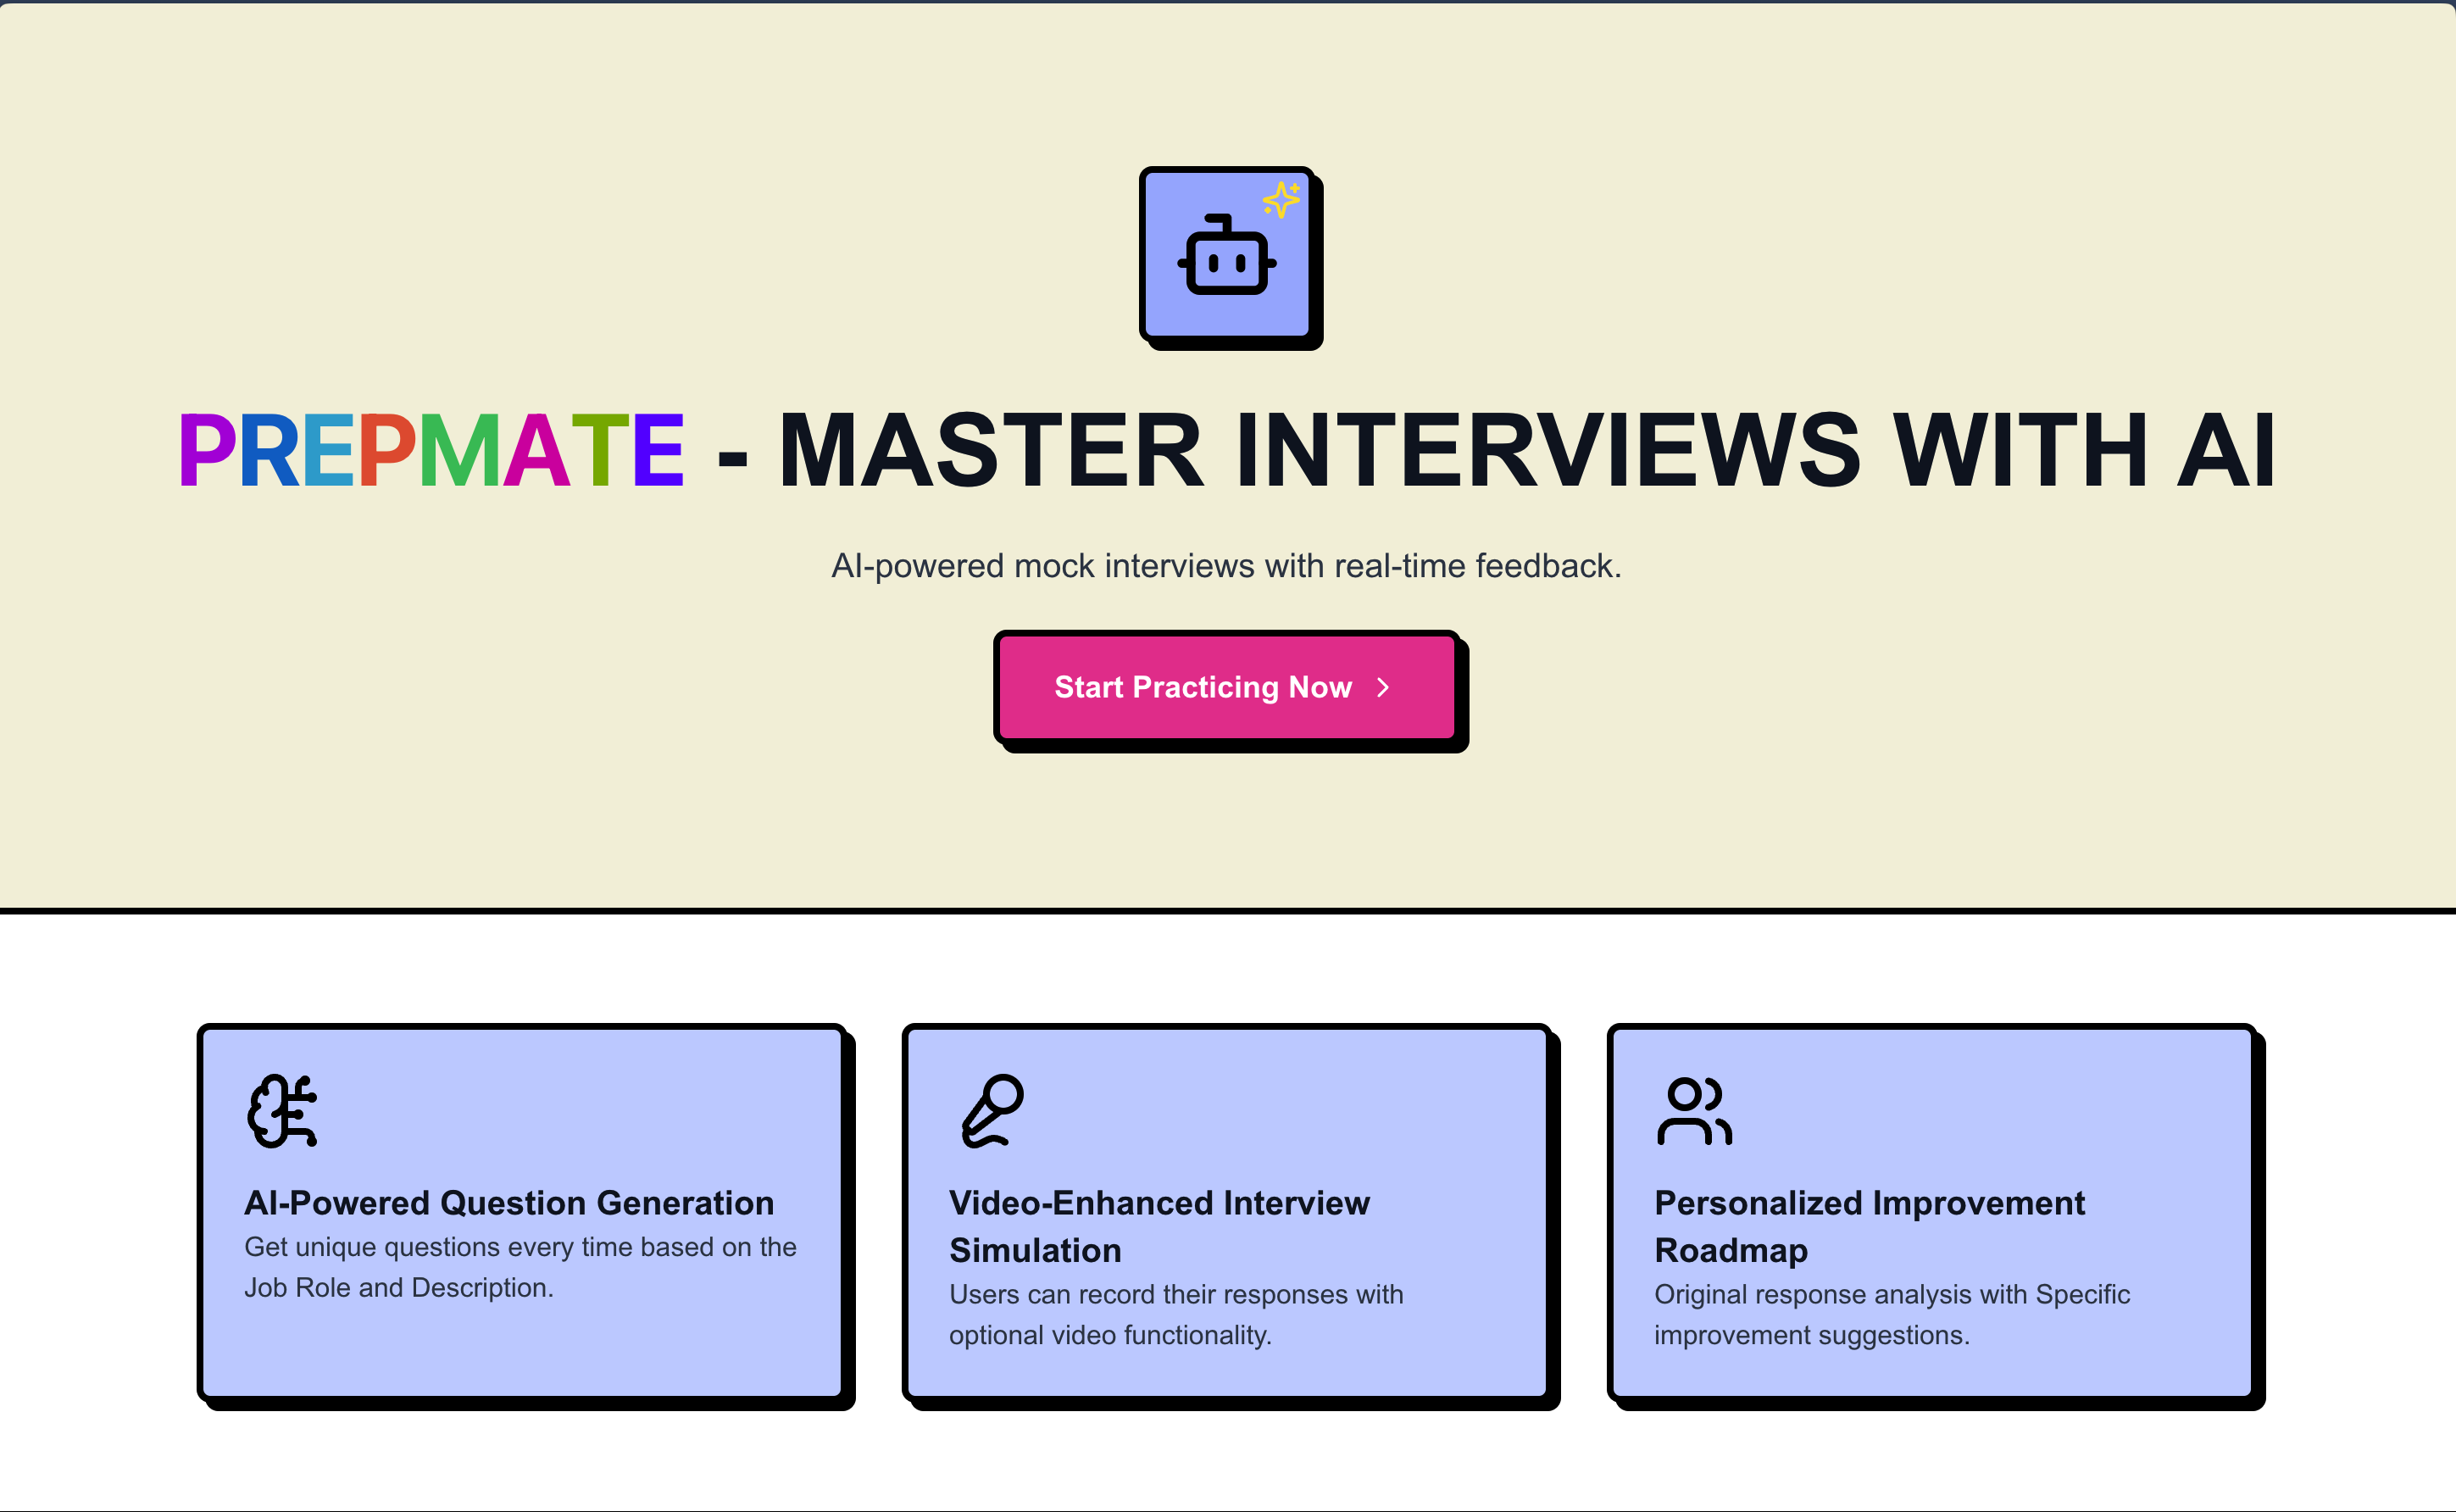 PREPMATE - MASTER INTERVIEWS WITH AI
AI-powered mock interviews with real-time feedback.
Start Practicing Now
AI-Powered Question Generation
Get unique questions every time based on the
Job Role and Description.
Video-Enhanced Interview
Simulation
Users can record their responses with
optional video functionality.
Personalized Improvement
Roadmap
Original response analysis with Specific
improvement suggestions.